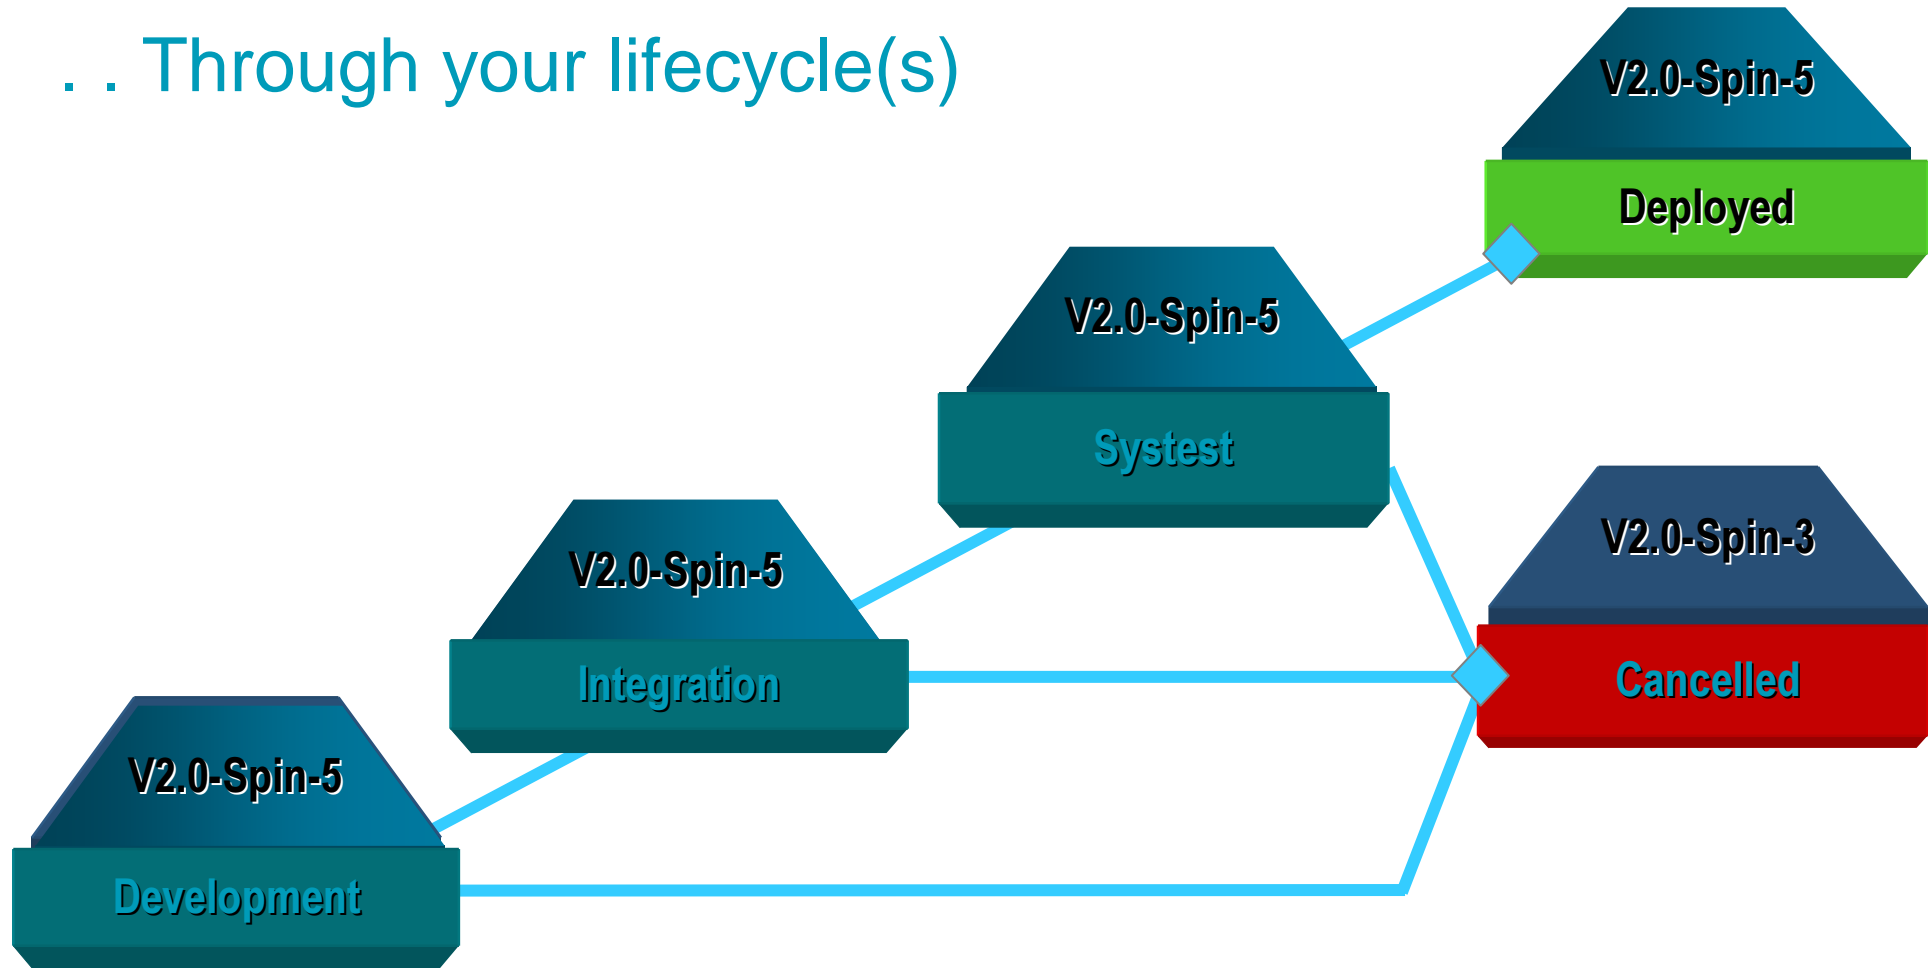 . . Through your lifecycle(s)
V2.0-Spin-5
Deployed
V2.0-Spin-5
Systest
V2.0-Spin-3
Cancelled
V2.0-Spin-5
Integration
V2.0-Spin-5
Development